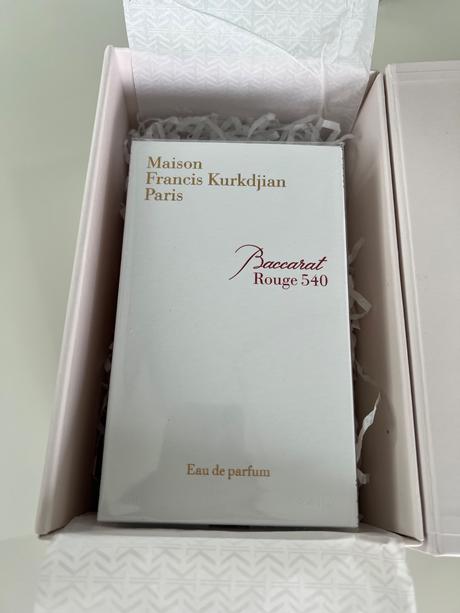 Maison
Francis Kurkdjian
Paris
Baccarat
Rouge 540
Eau de parfum